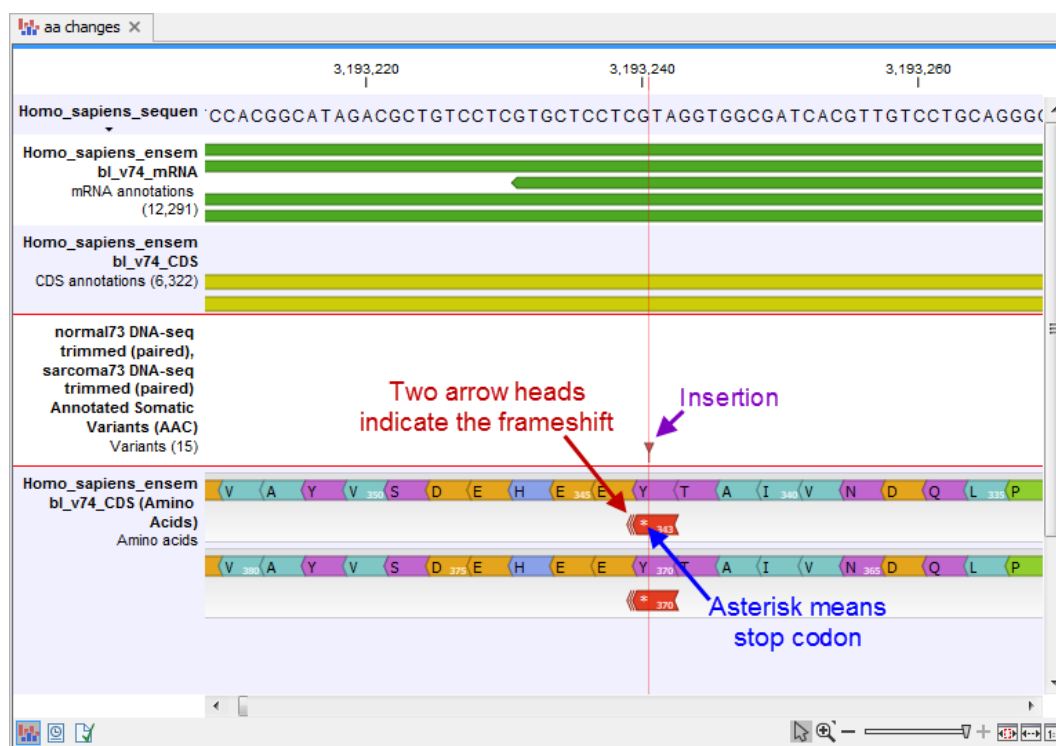 aa changes
3,193,220 3,193,240 3,193,260
Homo_sapiens_sequen
CCACGGCATAGACGCTGTCCTCGTGCTCCTCGTAGGTGGCGATCACGTTGTCCTGCAGGG
Homo_sapiens_ensem
bl_v74_mRNA
mRNA annotations
(12,291)
Homo_sapiens_ensem
bl_v74_CDS
CDS annotations (6,322)
normal73 DNA-seq
trimmed (paired),
sarcoma73 DNA-seq
trimmed (paired)
Annotated Somatic
Variants (AAC)
Variants (15)
Two arrow heads
indicate the frameshift
Insertion
Homo_sapiens_ensem
bl_v74_CDS (Amino
Acids)
Amino acids
V A Y V 350 S D E H E 345 E Y T A I 340 V N D Q L 335 P
* 343
V 380 A Y V S D 375 E H E E Y 370 T A I V N 365 D Q L P
* 370
Asterisk means
stop codon